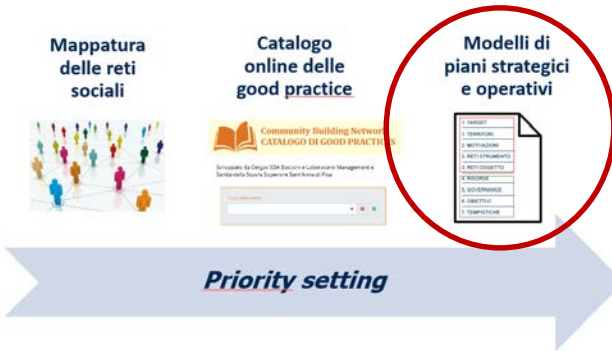 Mappatura
delle reti
sociali
Catalogo
online delle
good practice
Community Building Network
CATALOGO DI GOOD PRACTICES
Sviluppato da Cergas SDA Bocconi e Laboratorio Management e
Sanità della Scuola Superiore Sant'Anna di Pisa
Modelli di
piani strategici
e operativi
1. TARGET
1. TERRITORI
2. MOTIVAZIONI
3. RETI STRUMENTO
3. RETI OGGETTO
4. RISORSE
5. GOVERNANCE
6. OBIETTIVI
7. TEMPISTICHE
Priority setting